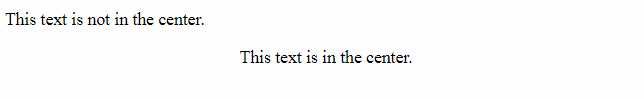 This text is not in the center.
This text is in the center.